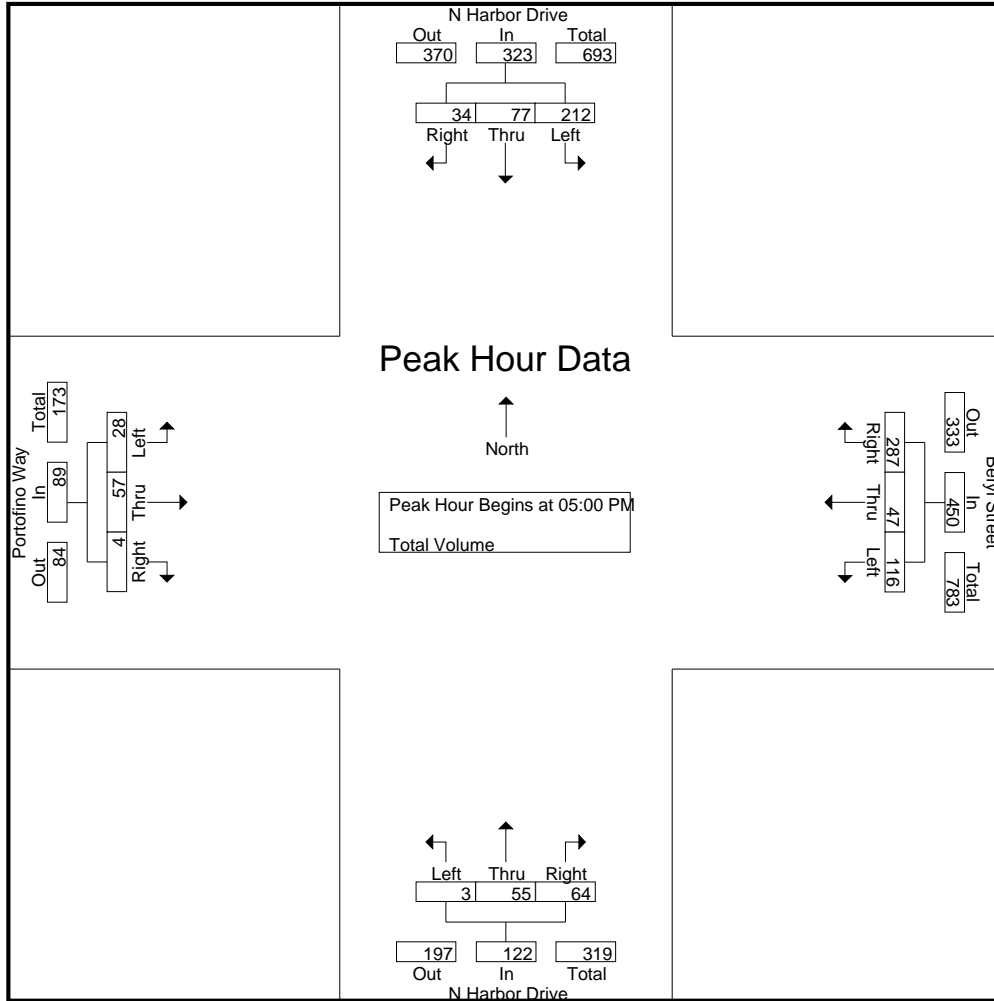 N Harbor Drive
Out In Total
370 323 693
34 77 212
Right Thru Left
Peak Hour Data
North
Peak Hour Begins at 05:00 PM
Total Volume
Portofino Way
Out In Total
84 89 173
28 57 4
Left Thru Right
Beryl Street
Out In Total
333 450 783
287 47 116
Right Thru Left
Left Thru Right
3 55 64
197 122 319
Out In Total
N Harbor Drive